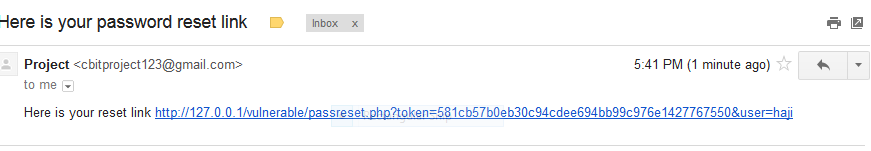 Here is your password reset link Inbox x
Project <cbitproject123@gmail.com> 5:41 PM (1 minute ago)
to me
Here is your reset link http://127.0.0.1/vulnerable/passreset.php?token=581cb57b0eb30c94cdee694bb99c976e1427767550&user=haji